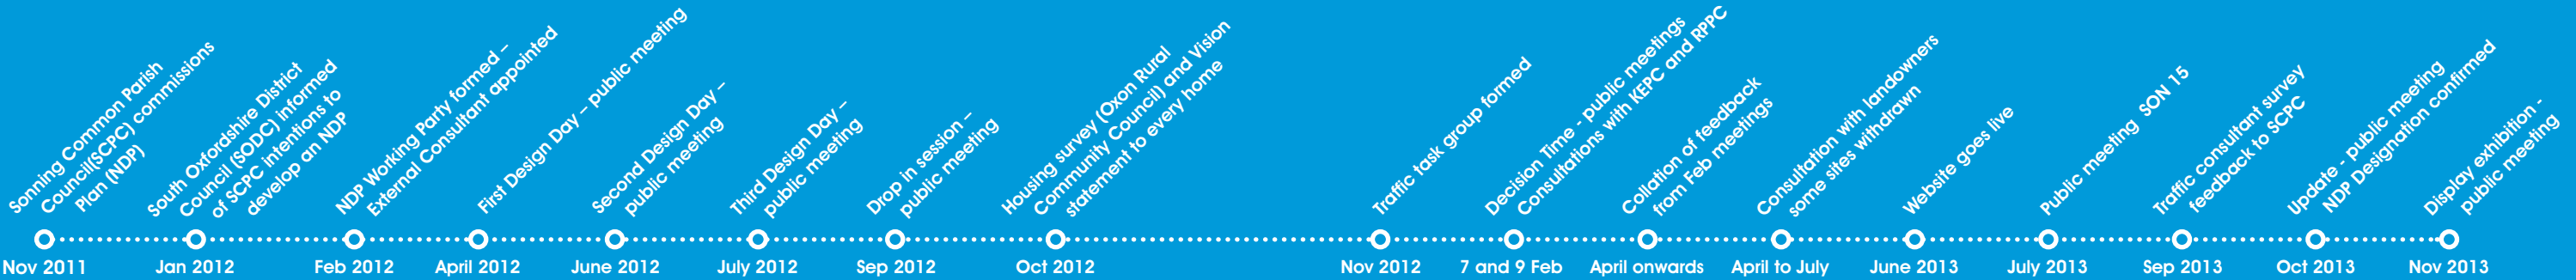 Sonning Common Parish
Council(SCPC) commissions
Plan (NDP)
Nov 2011
South Oxfordshire District
Council (SODC) informed
of SCPC intentions to
develop an NDP
Jan 2012
NDP Working Party formed –
External Consultant appointed
Feb 2012
First Design Day – public meeting
April 2012
Second Design Day –
public meeting
June 2012
Third Design Day –
public meeting
July 2012
Drop in session –
public meeting
Sep 2012
Housing survey (Oxon Rural
Community Council) and Vision
statement to every home
Oct 2012
Traffic task group formed
Nov 2012
Decision Time - public meetings
Consultations with KEPC and RPPC
7 and 9 Feb
Collation of feedback
from Feb meetings
April onwards
Consultation with landowners
some sites withdrawn
April to July
Website goes live
June 2013
Public meeting SON 15
July 2013
Traffic consultant survey
feedback to SCPC
Sep 2013
Update - public meeting
NDP Designation confirmed
Oct 2013
Display exhibition -
public meeting
Nov 2013